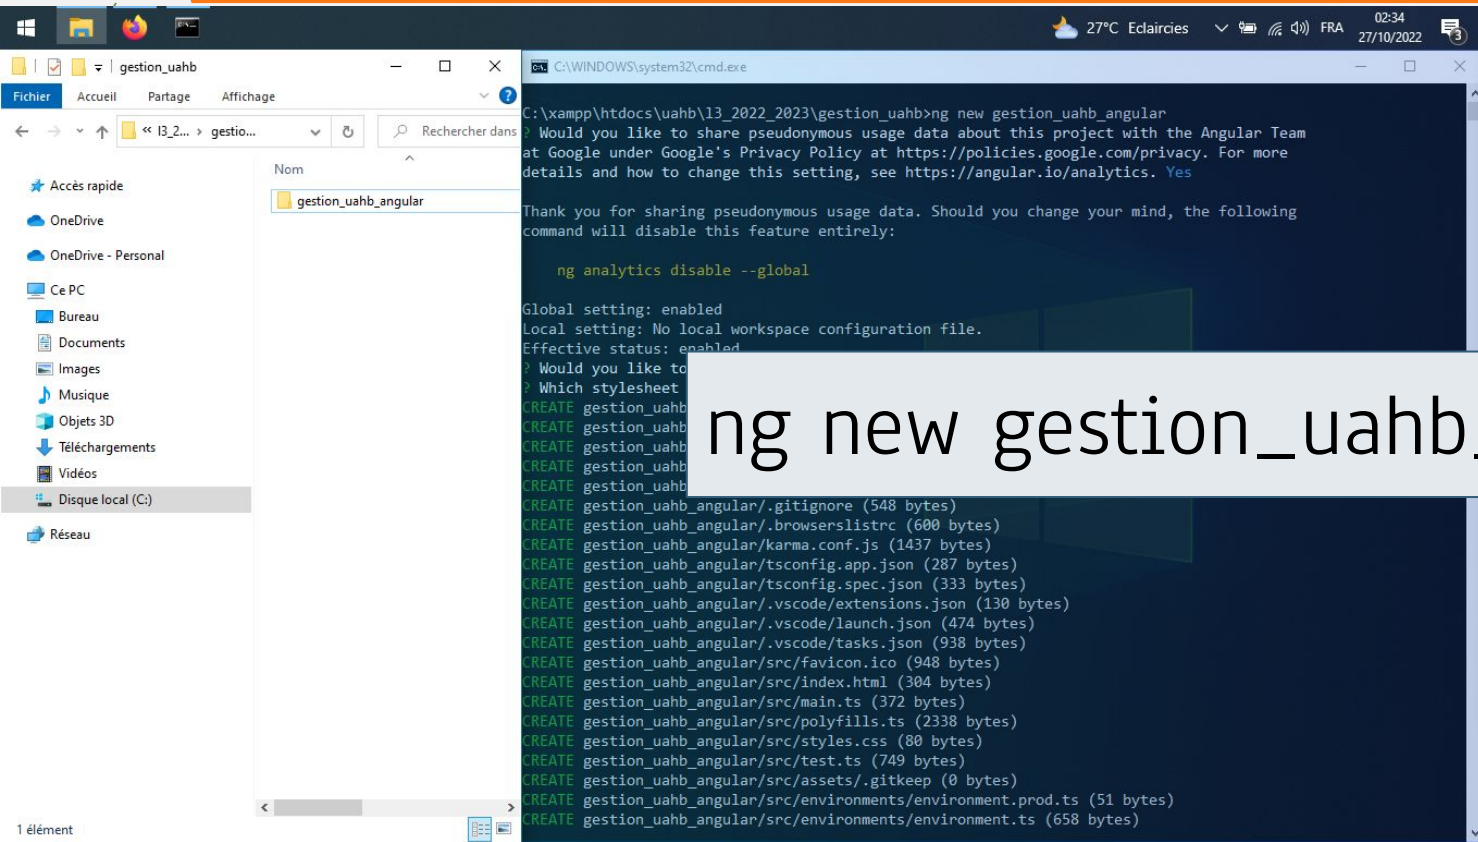 27°C Eclaircies
FRA
02:34
27/10/2022
3
gestion_uahb
Fichier Accueil Partage Affichage
« l3_2... › gestio...
Rechercher dans
Nom
gestion_uahb_angular
Accès rapide
OneDrive
OneDrive - Personal
Ce PC
Bureau
Documents
Images
Musique
Objets 3D
Téléchargements
Vidéos
Disque local (C:)
Réseau
1 élément
C:\WINDOWS\system32\cmd.exe
C:\xampp\htdocs\uahb\l3_2022_2023\gestion_uahb>ng new gestion_uahb_angular
? Would you like to share pseudonymous usage data about this project with the Angular Team
at Google under Google's Privacy Policy at https://policies.google.com/privacy. For more
details and how to change this setting, see https://angular.io/analytics. Yes
Thank you for sharing pseudonymous usage data. Should you change your mind, the following
command will disable this feature entirely:
ng analytics disable --global
Global setting: enabled
Local setting: No local workspace configuration file.
Effective status: enabled
? Would you like to
? Which stylesheet
CREATE gestion_uahb
CREATE gestion_uahb
CREATE gestion_uahb
CREATE gestion_uahb
CREATE gestion_uahb
ng new gestion_uahb_
CREATE gestion_uahb_angular/.gitignore (548 bytes)
CREATE gestion_uahb_angular/.browserslistrc (600 bytes)
CREATE gestion_uahb_angular/karma.conf.js (1437 bytes)
CREATE gestion_uahb_angular/tsconfig.app.json (287 bytes)
CREATE gestion_uahb_angular/tsconfig.spec.json (333 bytes)
CREATE gestion_uahb_angular/.vscode/extensions.json (130 bytes)
CREATE gestion_uahb_angular/.vscode/launch.json (474 bytes)
CREATE gestion_uahb_angular/.vscode/tasks.json (938 bytes)
CREATE gestion_uahb_angular/src/favicon.ico (948 bytes)
CREATE gestion_uahb_angular/src/index.html (304 bytes)
CREATE gestion_uahb_angular/src/main.ts (372 bytes)
CREATE gestion_uahb_angular/src/polyfills.ts (2338 bytes)
CREATE gestion_uahb_angular/src/styles.css (80 bytes)
CREATE gestion_uahb_angular/src/test.ts (749 bytes)
CREATE gestion_uahb_angular/src/assets/.gitkeep (0 bytes)
CREATE gestion_uahb_angular/src/environments/environment.prod.ts (51 bytes)
CREATE gestion_uahb_angular/src/environments/environment.ts (658 bytes)